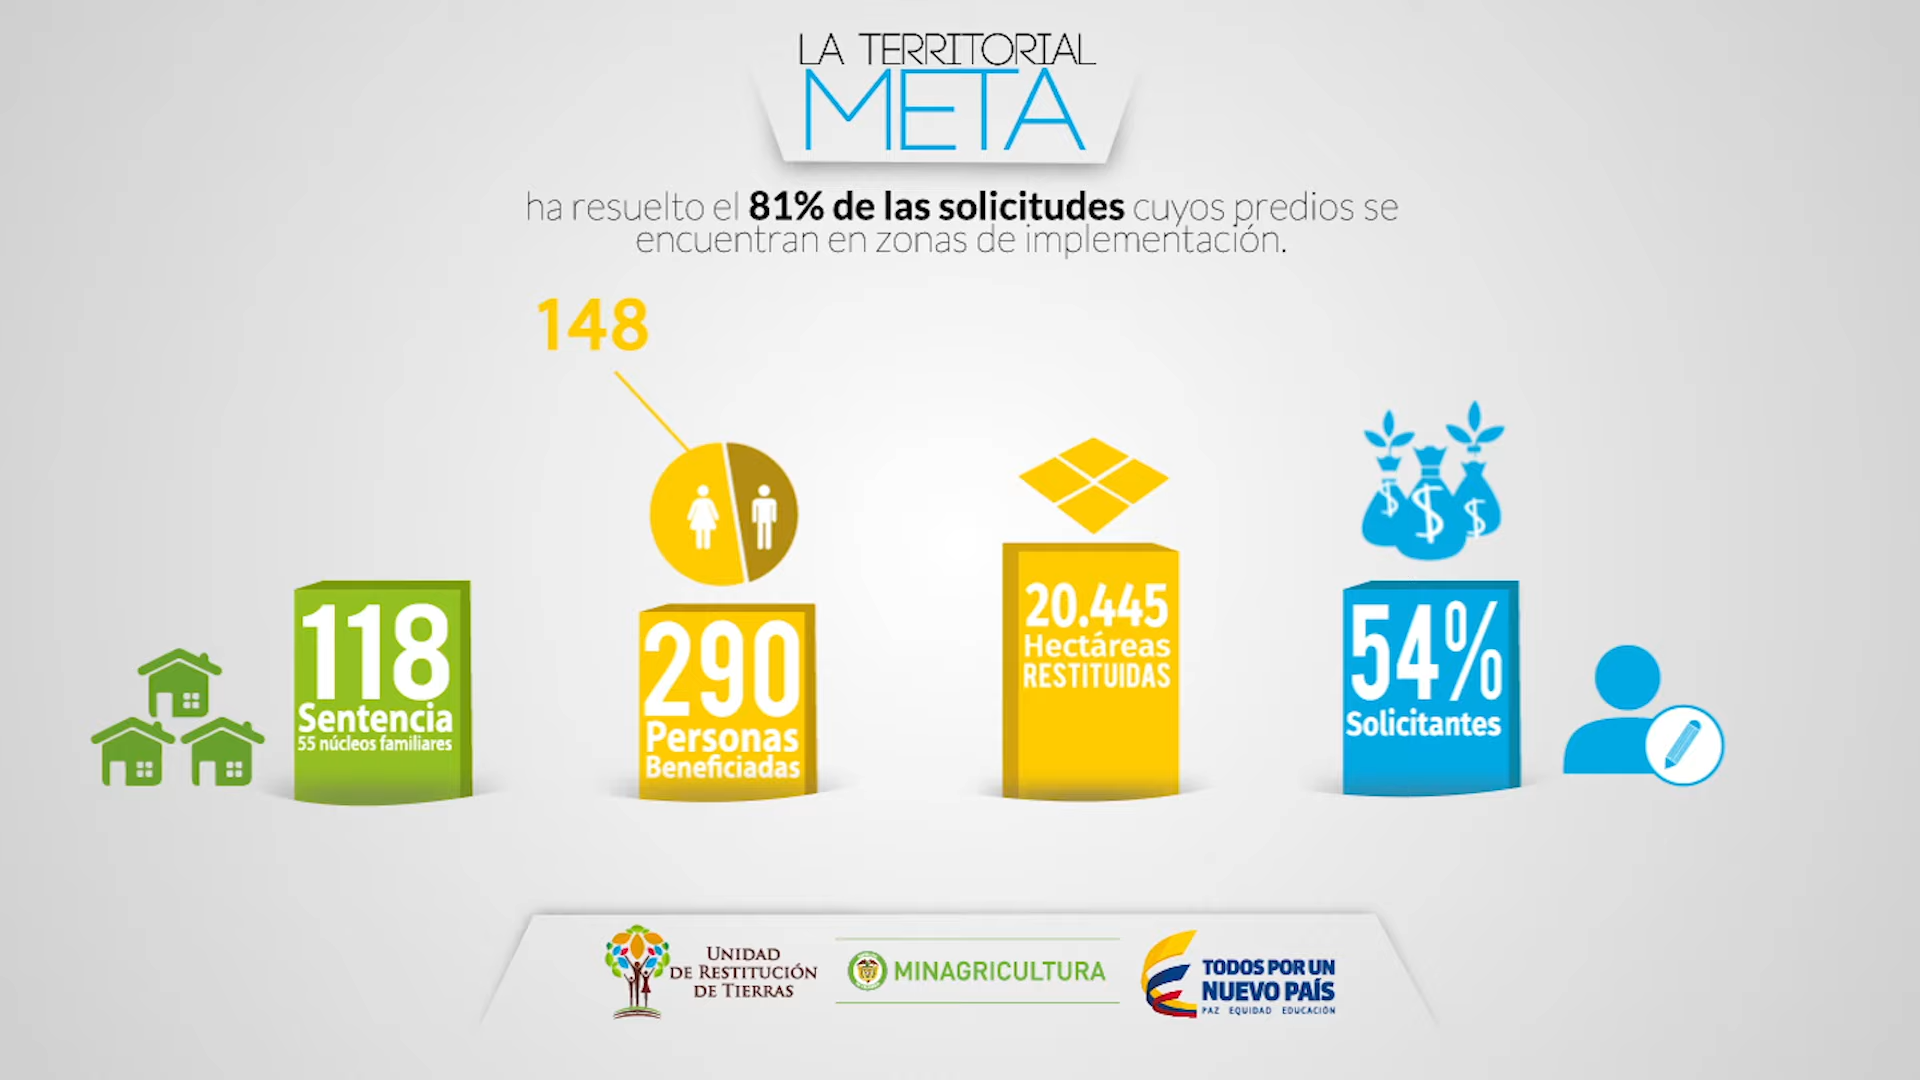 LA TERRITORIAL
META
ha resuelto el 81% de las solicitudes cuyos predios se
encuentran en zonas de implementación.
148
118
Sentencia
55 núcleos familiares
290
Personas
Beneficiadas
20.445
Hectáreas
RESTITUIDAS
54%
Solicitantes
UNIDAD
DE RESTITUCIÓN
DE TIERRAS
MINAGRICULTURA
TODOS POR UN
NUEVO PAÍS
PAZ EQUIDAD EDUCACIÓN